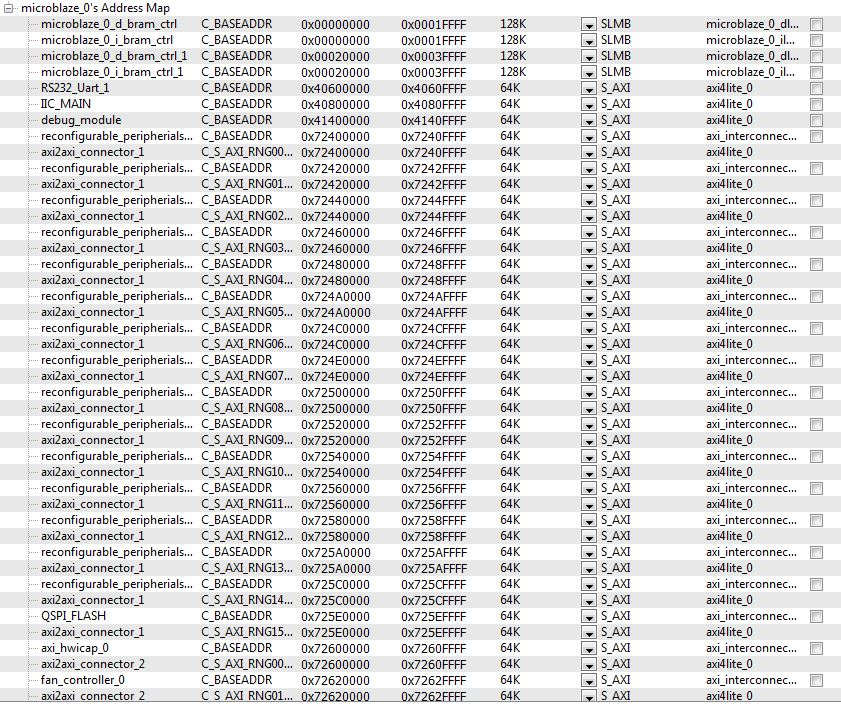 microblaze_0's Address Map
microblaze_0_d_bram_ctrl C_BASEADDR 0x00000000 0x0001FFFF 128K SLMB microblaze_0_dl...
microblaze_0_i_bram_ctrl C_BASEADDR 0x00000000 0x0001FFFF 128K SLMB microblaze_0_il...
microblaze_0_d_bram_ctrl_1 C_BASEADDR 0x00020000 0x0003FFFF 128K SLMB microblaze_0_dl...
microblaze_0_i_bram_ctrl_1 C_BASEADDR 0x00020000 0x0003FFFF 128K SLMB microblaze_0_il...
RS232_Uart_1 C_BASEADDR 0x40600000 0x4060FFFF 64K S_AXI axi4lite_0
IIC_MAIN C_BASEADDR 0x40800000 0x4080FFFF 64K S_AXI axi4lite_0
debug_module C_BASEADDR 0x41400000 0x4140FFFF 64K S_AXI axi4lite_0
reconfigurable_peripherials... C_BASEADDR 0x72400000 0x7240FFFF 64K S_AXI axi_interconnec...
axi2axi_connector_1 C_S_AXI_RNG00... 0x72400000 0x7240FFFF 64K S_AXI axi4lite_0
reconfigurable_peripherials... C_BASEADDR 0x72420000 0x7242FFFF 64K S_AXI axi_interconnec...
axi2axi_connector_1 C_S_AXI_RNG01... 0x72420000 0x7242FFFF 64K S_AXI axi4lite_0
reconfigurable_peripherials... C_BASEADDR 0x72440000 0x7244FFFF 64K S_AXI axi_interconnec...
axi2axi_connector_1 C_S_AXI_RNG02... 0x72440000 0x7244FFFF 64K S_AXI axi4lite_0
reconfigurable_peripherials... C_BASEADDR 0x72460000 0x7246FFFF 64K S_AXI axi_interconnec...
axi2axi_connector_1 C_S_AXI_RNG03... 0x72460000 0x7246FFFF 64K S_AXI axi4lite_0
reconfigurable_peripherials... C_BASEADDR 0x72480000 0x7248FFFF 64K S_AXI axi_interconnec...
axi2axi_connector_1 C_S_AXI_RNG04... 0x72480000 0x7248FFFF 64K S_AXI axi4lite_0
reconfigurable_peripherials... C_BASEADDR 0x724A0000 0x724AFFFF 64K S_AXI axi_interconnec...
axi2axi_connector_1 C_S_AXI_RNG05... 0x724A0000 0x724AFFFF 64K S_AXI axi4lite_0
reconfigurable_peripherials... C_BASEADDR 0x724C0000 0x724CFFFF 64K S_AXI axi_interconnec...
axi2axi_connector_1 C_S_AXI_RNG06... 0x724C0000 0x724CFFFF 64K S_AXI axi4lite_0
reconfigurable_peripherials... C_BASEADDR 0x724E0000 0x724EFFFF 64K S_AXI axi_interconnec...
axi2axi_connector_1 C_S_AXI_RNG07... 0x724E0000 0x724EFFFF 64K S_AXI axi4lite_0
reconfigurable_peripherials... C_BASEADDR 0x72500000 0x7250FFFF 64K S_AXI axi_interconnec...
axi2axi_connector_1 C_S_AXI_RNG08... 0x72500000 0x7250FFFF 64K S_AXI axi4lite_0
reconfigurable_peripherials... C_BASEADDR 0x72520000 0x7252FFFF 64K S_AXI axi_interconnec...
axi2axi_connector_1 C_S_AXI_RNG09... 0x72520000 0x7252FFFF 64K S_AXI axi4lite_0
reconfigurable_peripherials... C_BASEADDR 0x72540000 0x7254FFFF 64K S_AXI axi_interconnec...
axi2axi_connector_1 C_S_AXI_RNG10... 0x72540000 0x7254FFFF 64K S_AXI axi4lite_0
reconfigurable_peripherials... C_BASEADDR 0x72560000 0x7256FFFF 64K S_AXI axi_interconnec...
axi2axi_connector_1 C_S_AXI_RNG11... 0x72560000 0x7256FFFF 64K S_AXI axi4lite_0
reconfigurable_peripherials... C_BASEADDR 0x72580000 0x7258FFFF 64K S_AXI axi_interconnec...
axi2axi_connector_1 C_S_AXI_RNG12... 0x72580000 0x7258FFFF 64K S_AXI axi4lite_0
reconfigurable_peripherials... C_BASEADDR 0x725A0000 0x725AFFFF 64K S_AXI axi_interconnec...
axi2axi_connector_1 C_S_AXI_RNG13... 0x725A0000 0x725AFFFF 64K S_AXI axi4lite_0
reconfigurable_peripherials... C_BASEADDR 0x725C0000 0x725CFFFF 64K S_AXI axi_interconnec...
axi2axi_connector_1 C_S_AXI_RNG14... 0x725C0000 0x725CFFFF 64K S_AXI axi4lite_0
QSPI_FLASH C_BASEADDR 0x725E0000 0x725EFFFF 64K S_AXI axi_interconnec...
axi2axi_connector_1 C_S_AXI_RNG15... 0x725E0000 0x725EFFFF 64K S_AXI axi4lite_0
axi_hwicap_0 C_BASEADDR 0x72600000 0x7260FFFF 64K S_AXI axi_interconnec...
axi2axi_connector_2 C_S_AXI_RNG00... 0x72600000 0x7260FFFF 64K S_AXI axi4lite_0
fan_controller_0 C_BASEADDR 0x72620000 0x7262FFFF 64K S_AXI axi_interconnec...
axi2axi_connector_2 C_S_AXI_RNG01... 0x72620000 0x7262FFFF 64K S_AXI axi4lite_0